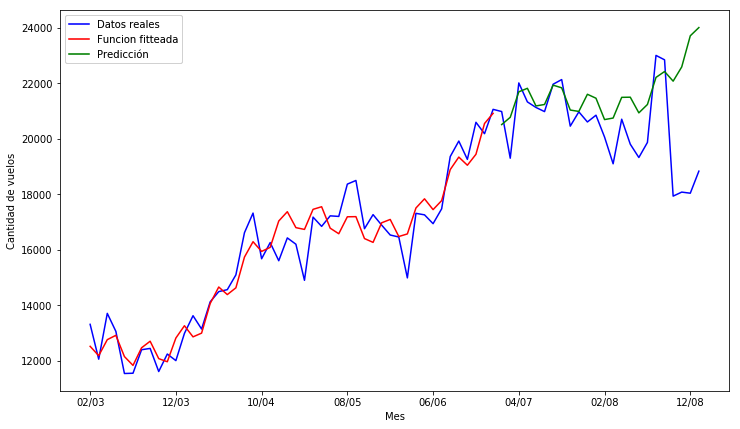 Datos reales
Funcion fitteada
Predicción
24000
22000
20000
18000
16000
14000
12000
Cantidad de vuelos
02/03 12/03 10/04 08/05 06/06 04/07 02/08 12/08
Mes